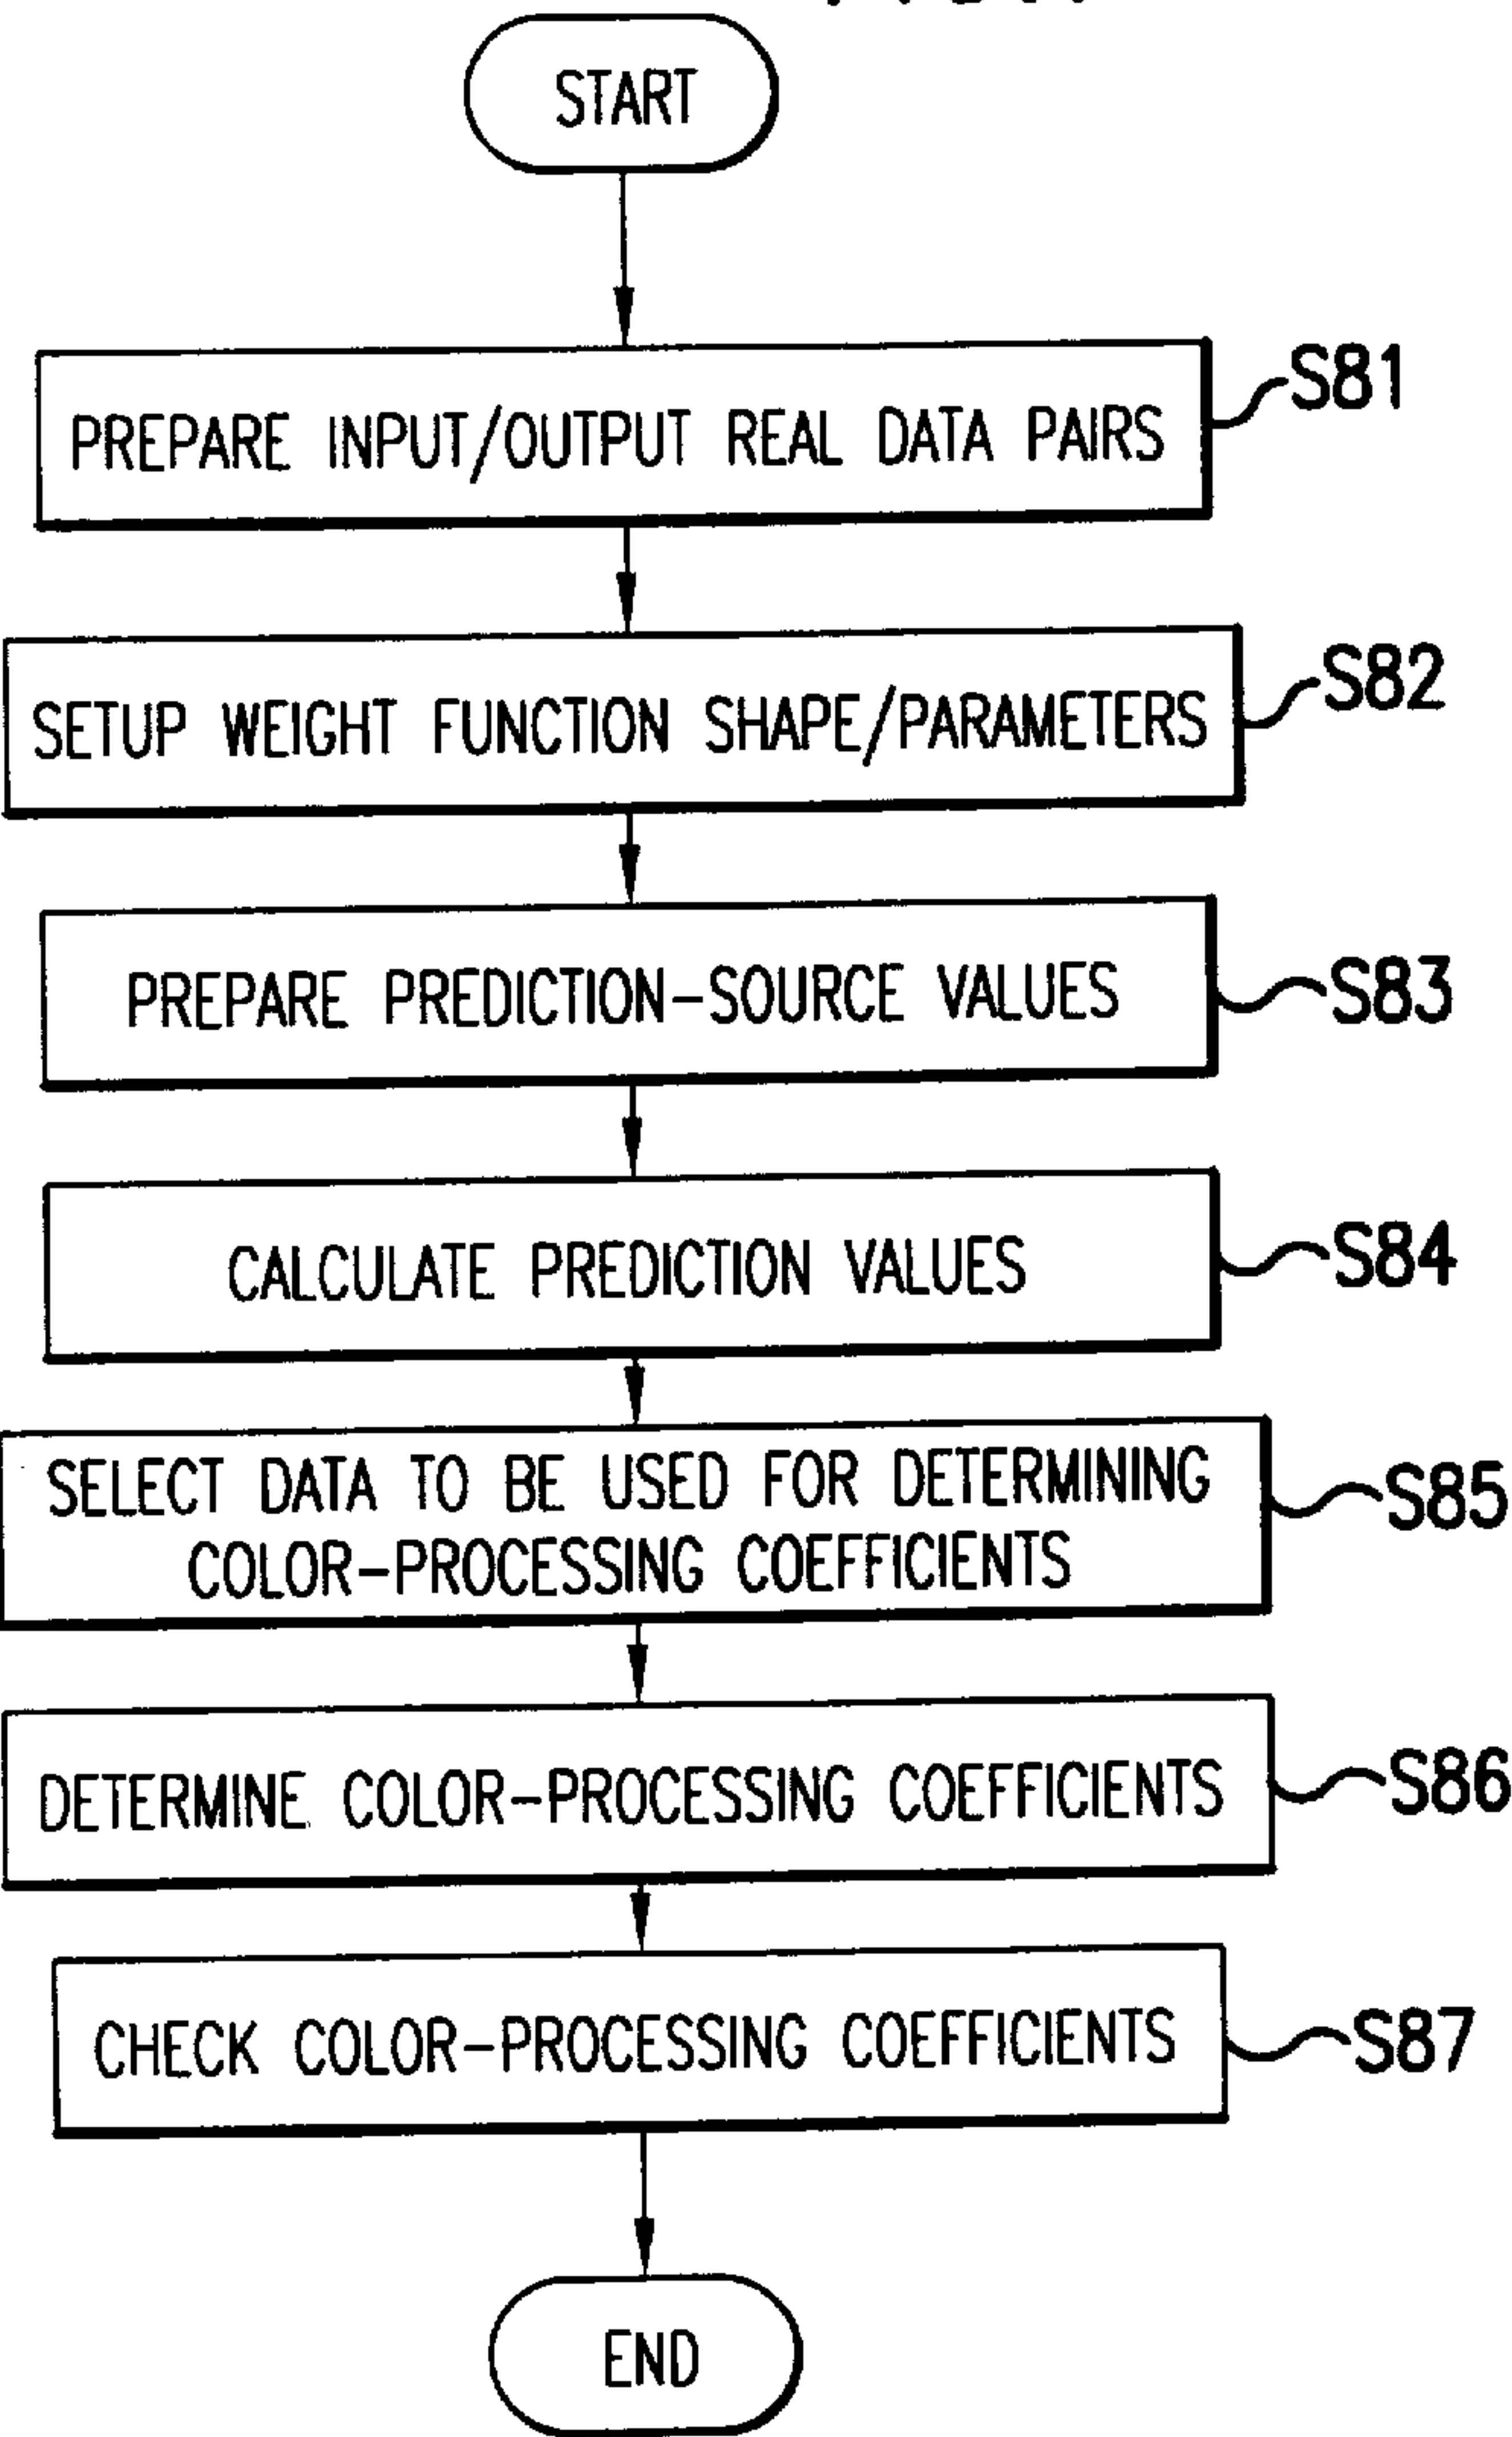 START
PREPARE INPUT/OUTPUT REAL DATA PAIRS
S81
SETUP WEIGHT FUNCTION SHAPE/PARAMETERS
S82
PREPARE PREDICTION-SOURCE VALUES
S83
CALCULATE PREDICTION VALUES
S84
SELECT DATA TO BE USED FOR DETERMINING
COLOR-PROCESSING COEFFICIENTS
S85
DETERMINE COLOR-PROCESSING COEFFICIENTS
S86
CHECK COLOR-PROCESSING COEFFICIENTS
S87
END